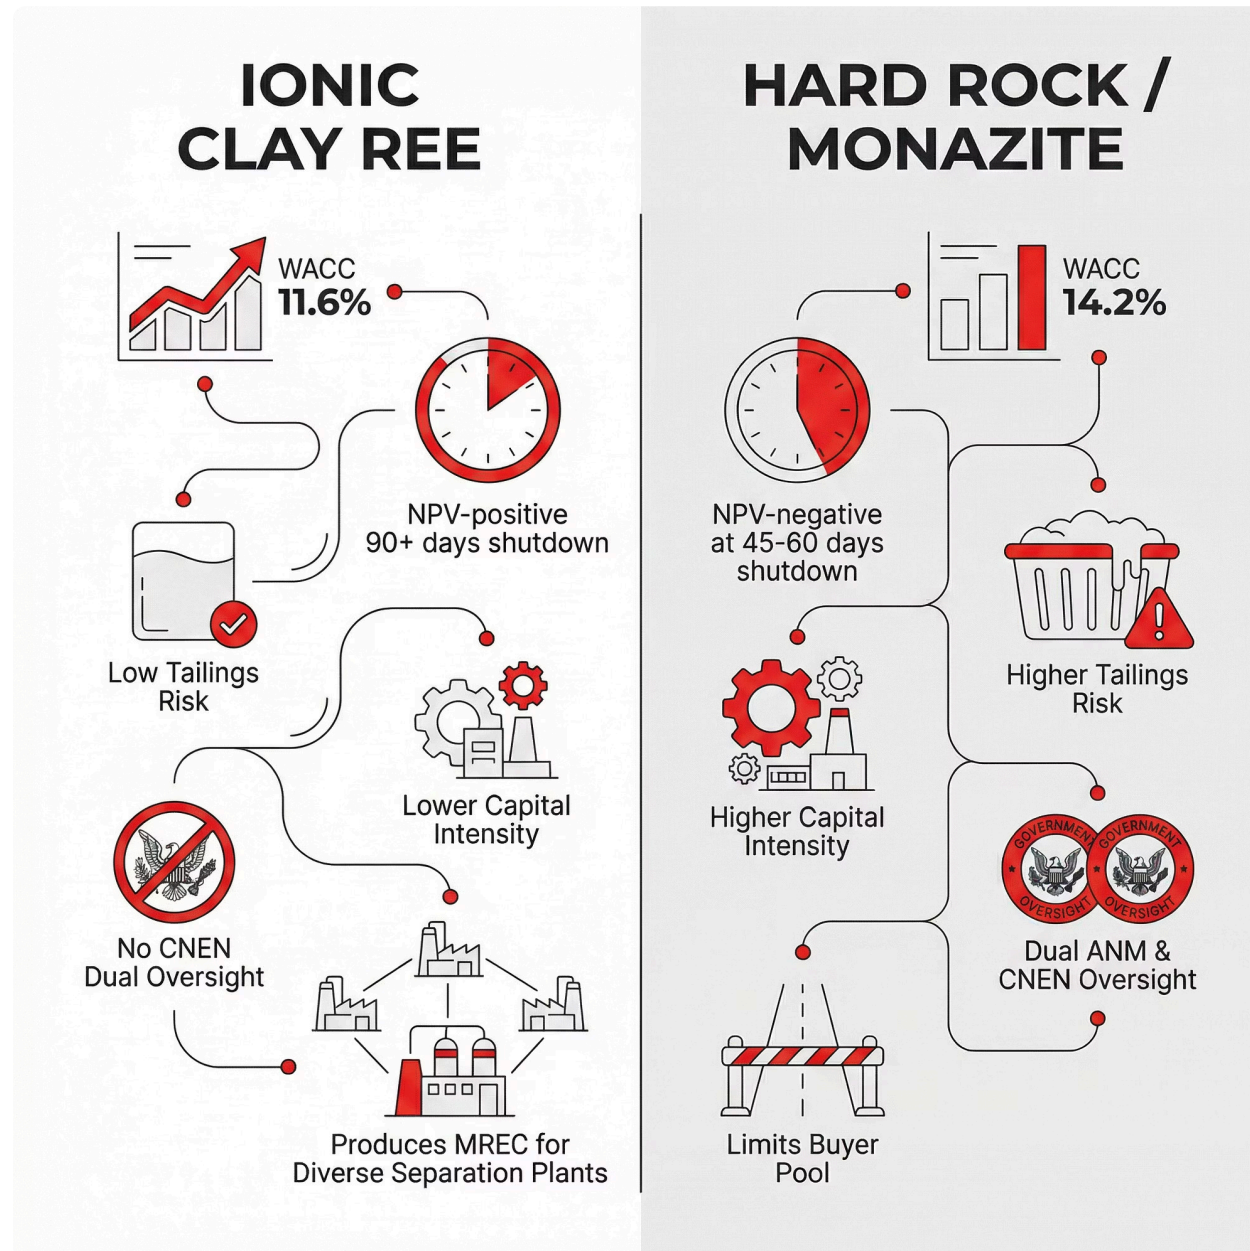 IONIC
CLAY REE
WACC
11.6%
NPV-positive
90+ days shutdown
Low Tailings
Risk
Lower Capital
Intensity
No CNEN
Dual Oversight
Produces MREC for
Diverse Separation Plants
HARD ROCK /
MONAZITE
WACC
14.2%
NPV-negative
at 45-60 days
shutdown
Higher Tailings
Risk
Higher Capital
Intensity
GOVERNMENT
OVERSIGHT
GOVERNMENT
OVERSIGHT
Dual ANM &
CNEN Oversight
Limits Buyer
Pool